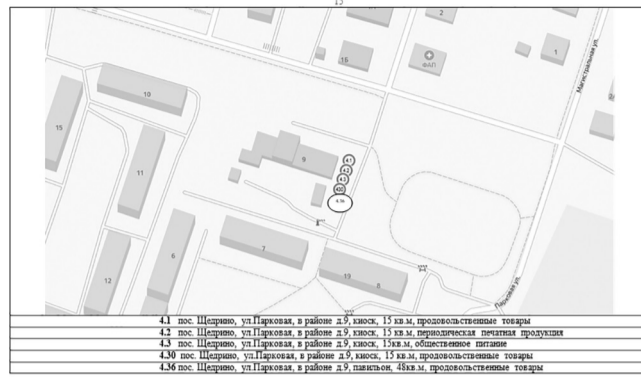 15
2
16
ФАП
1
Магистральная ул.
10
15
9
4.1
4.2
4.3
4.30
4.36
11
6
7
19
8
12
Парковая ул.
4.1 пос. Щедрино, ул.Парковая, в районе д.9, киоск, 15 кв.м, продовольственные товары
4.2 пос. Щедрино, ул.Парковая, в районе д.9, киоск, 15 кв.м, периодическая печатная продукция
4.3 пос. Щедрино, ул.Парковая, в районе д.9, киоск, 15кв.м, общественное питание
4.30 пос. Щедрино, ул.Парковая, в районе д.9, киоск, 15 кв.м, продовольственные товары
4.36 пос. Щедрино, ул.Парковая, в районе д.9, павильон, 48кв.м, продовольственные товары